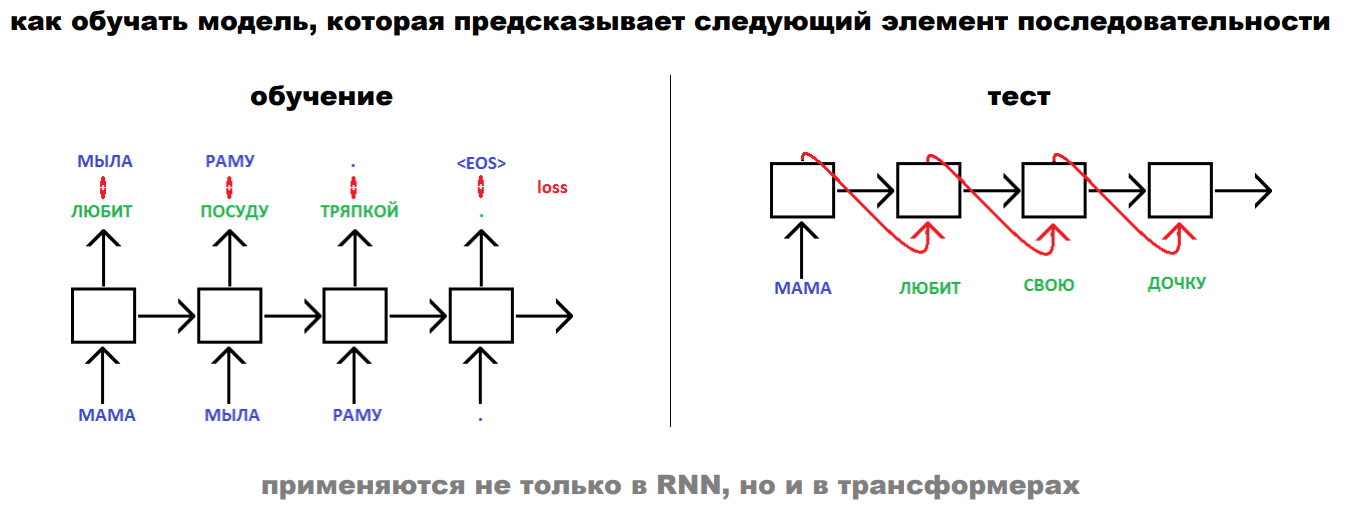 как обучать модель, которая предсказывает следующий элемент последовательности
обучение
МЫЛА РАМУ . <EOS>
loss
ЛЮБИТ ПОСУДУ ТРЯПКОЙ .
МАМА МЫЛА РАМУ .
тест
МАМА ЛЮБИТ СВОЮ ДОЧКУ
применяются не только в RNN, но и в трансформерах